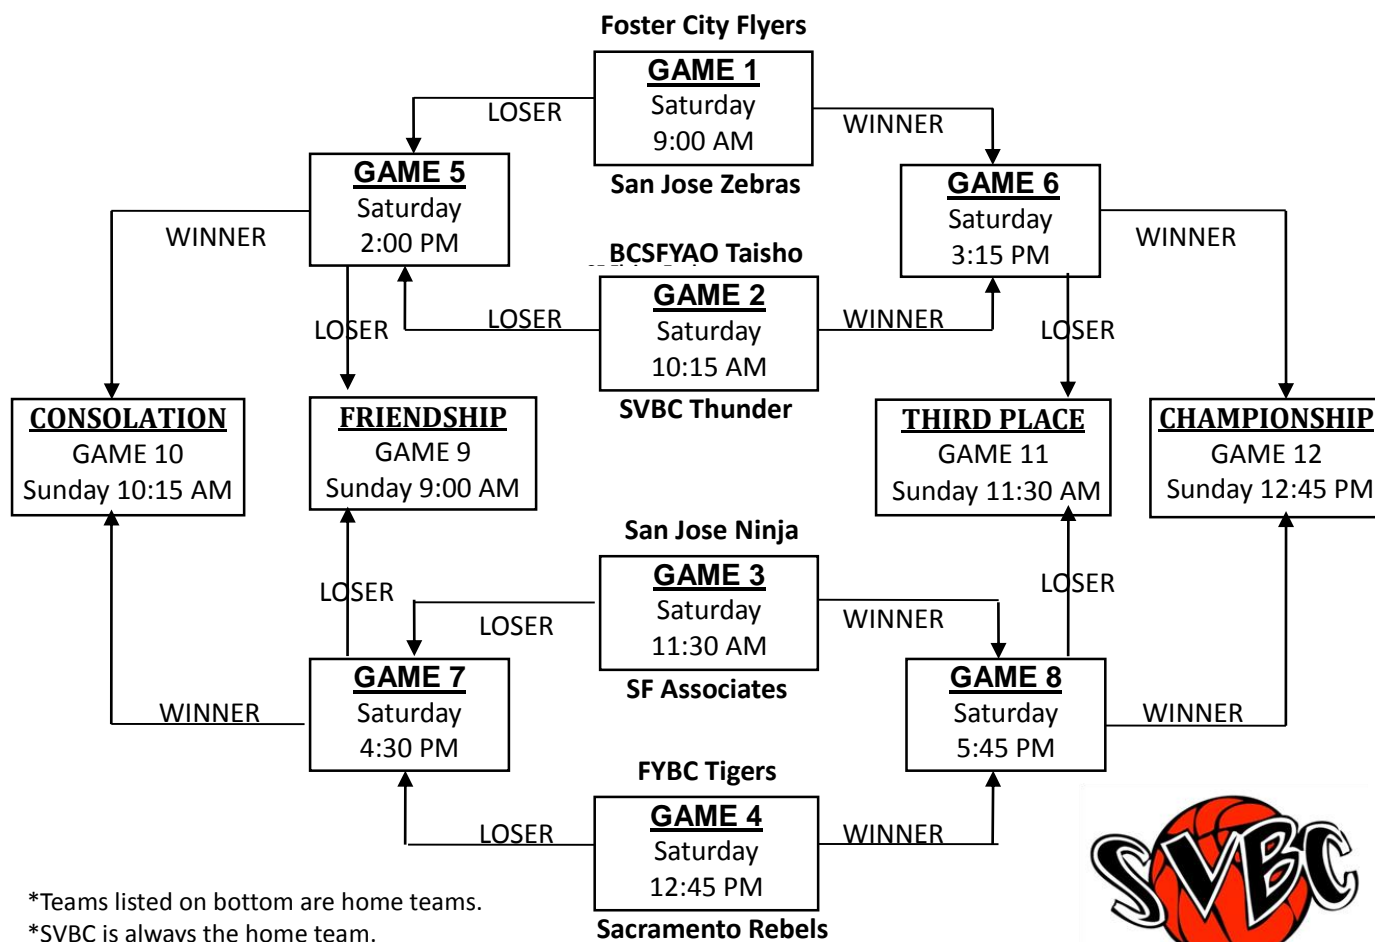 Foster City Flyers
GAME 1
Saturday
9:00 AM
San Jose Zebras
LOSER
WINNER
GAME 5
Saturday
2:00 PM
GAME 6
Saturday
3:15 PM
WINNER
WINNER
BCSFYAO Taisho
GAME 2
Saturday
10:15 AM
SVBC Thunder
LOSER
LOSER
WINNER
LOSER
CONSOLATION
GAME 10
Sunday 10:15 AM
FRIENDSHIP
GAME 9
Sunday 9:00 AM
THIRD PLACE
GAME 11
Sunday 11:30 AM
CHAMPIONSHIP
GAME 12
Sunday 12:45 PM
San Jose Ninja
GAME 3
Saturday
11:30 AM
SF Associates
LOSER
LOSER
WINNER
LOSER
GAME 7
Saturday
4:30 PM
GAME 8
Saturday
5:45 PM
WINNER
WINNER
FYBC Tigers
GAME 4
Saturday
12:45 PM
Sacramento Rebels
LOSER
WINNER
SVBC
*Teams listed on bottom are home teams.
*SVBC is always the home team.